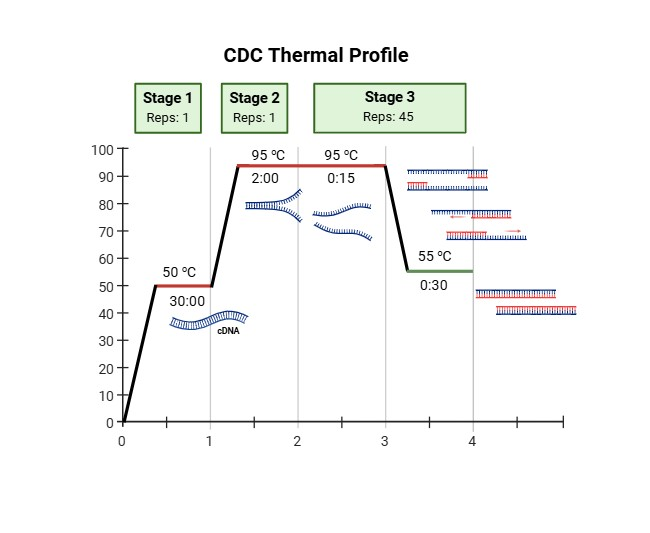 CDC Thermal Profile
Stage 1
Reps: 1
Stage 2
Reps: 1
Stage 3
Reps: 45
100
90
80
70
60
50
40
30
20
10
0
50 ºC
30:00
cDNA
95 ºC
2:00
95 ºC
0:15
55 ºC
0:30
0
1
2
3
4